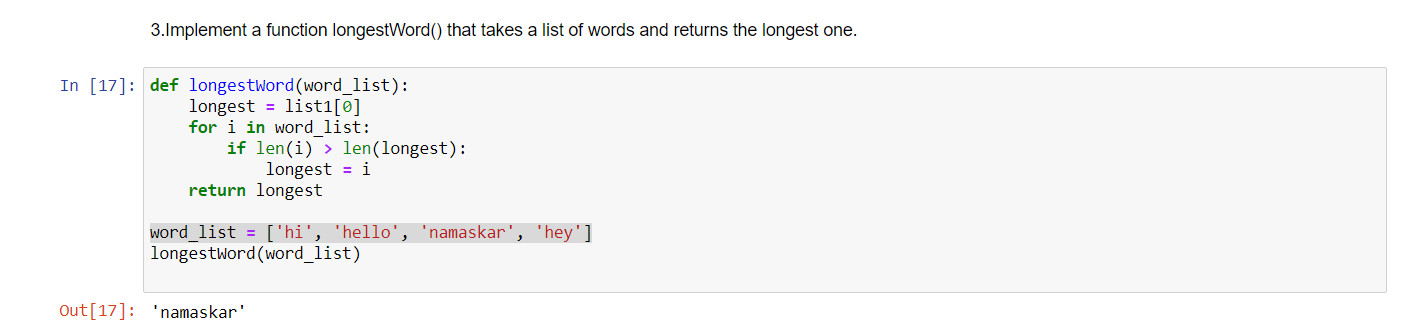 3.Implement a function longestWord() that takes a list of words and returns the longest one.
In [17]: def longestWord(word_list):
    longest = list1[0]
    for i in word_list:
        if len(i) > len(longest):
            longest = i
    return longest
word_list = ['hi', 'hello', 'namaskar', 'hey']
longestWord(word_list)
Out[17]: 'namaskar'